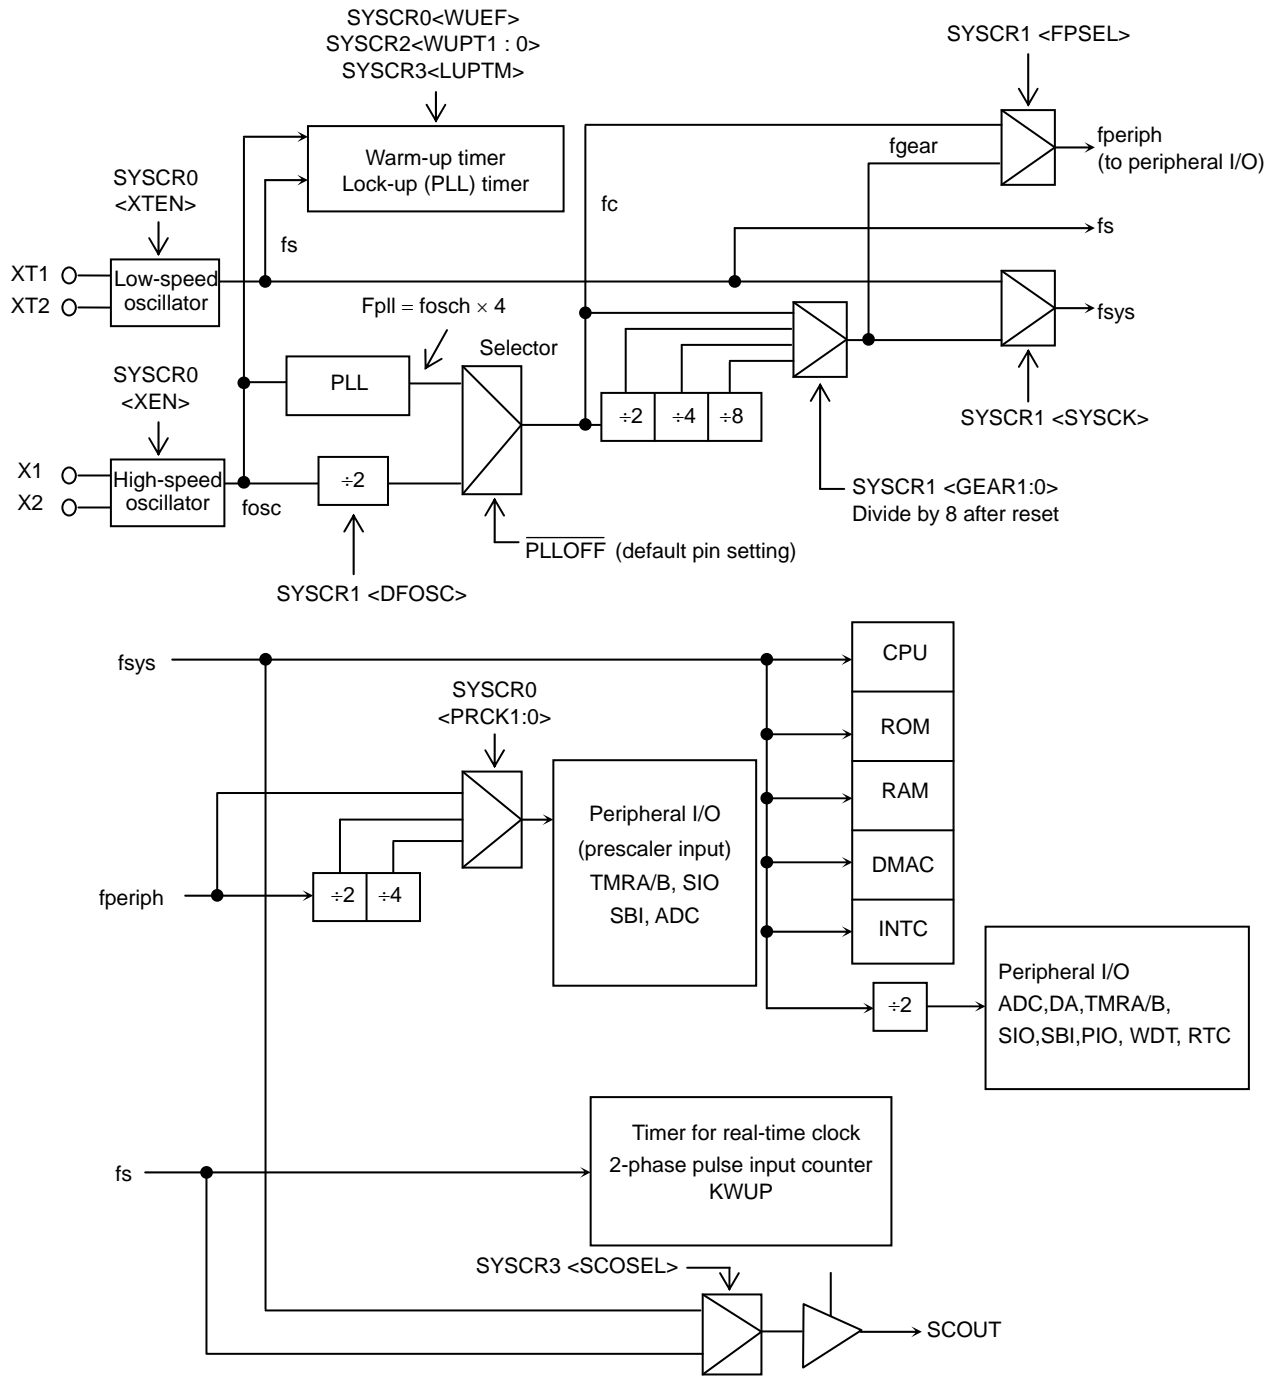 SYSCR0<WUEF>
SYSCR2<WUPT1 : 0>
SYSCR3<LUPTM>
SYSCR1 <FPSEL>
Warm-up timer
Lock-up (PLL) timer
fgear
fperiph
(to peripheral I/O)
SYSCR0
<XTEN>
fc
fs
fs
XT1
XT2
Low-speed
oscillator
Fpll = fosch × 4
fsys
Selector
SYSCR0
<XEN>
PLL
÷2
÷4
÷8
SYSCR1 <SYSCK>
X1
X2
High-speed
oscillator
fosc
÷2
SYSCR1 <GEAR1:0>
Divide by 8 after reset
PLLOFF (default pin setting)
SYSCR1 <DFOSC>
fsys
CPU
SYSCR0
<PRCK1:0>
ROM
RAM
Peripheral I/O
(prescaler input)
TMRA/B, SIO
SBI, ADC
DMAC
fperiph
÷2
÷4
INTC
÷2
Peripheral I/O
ADC,DA,TMRA/B,
SIO,SBI,PIO, WDT, RTC
fs
Timer for real-time clock
2-phase pulse input counter
KWUP
SYSCR3 <SCOSEL>
SCOUT